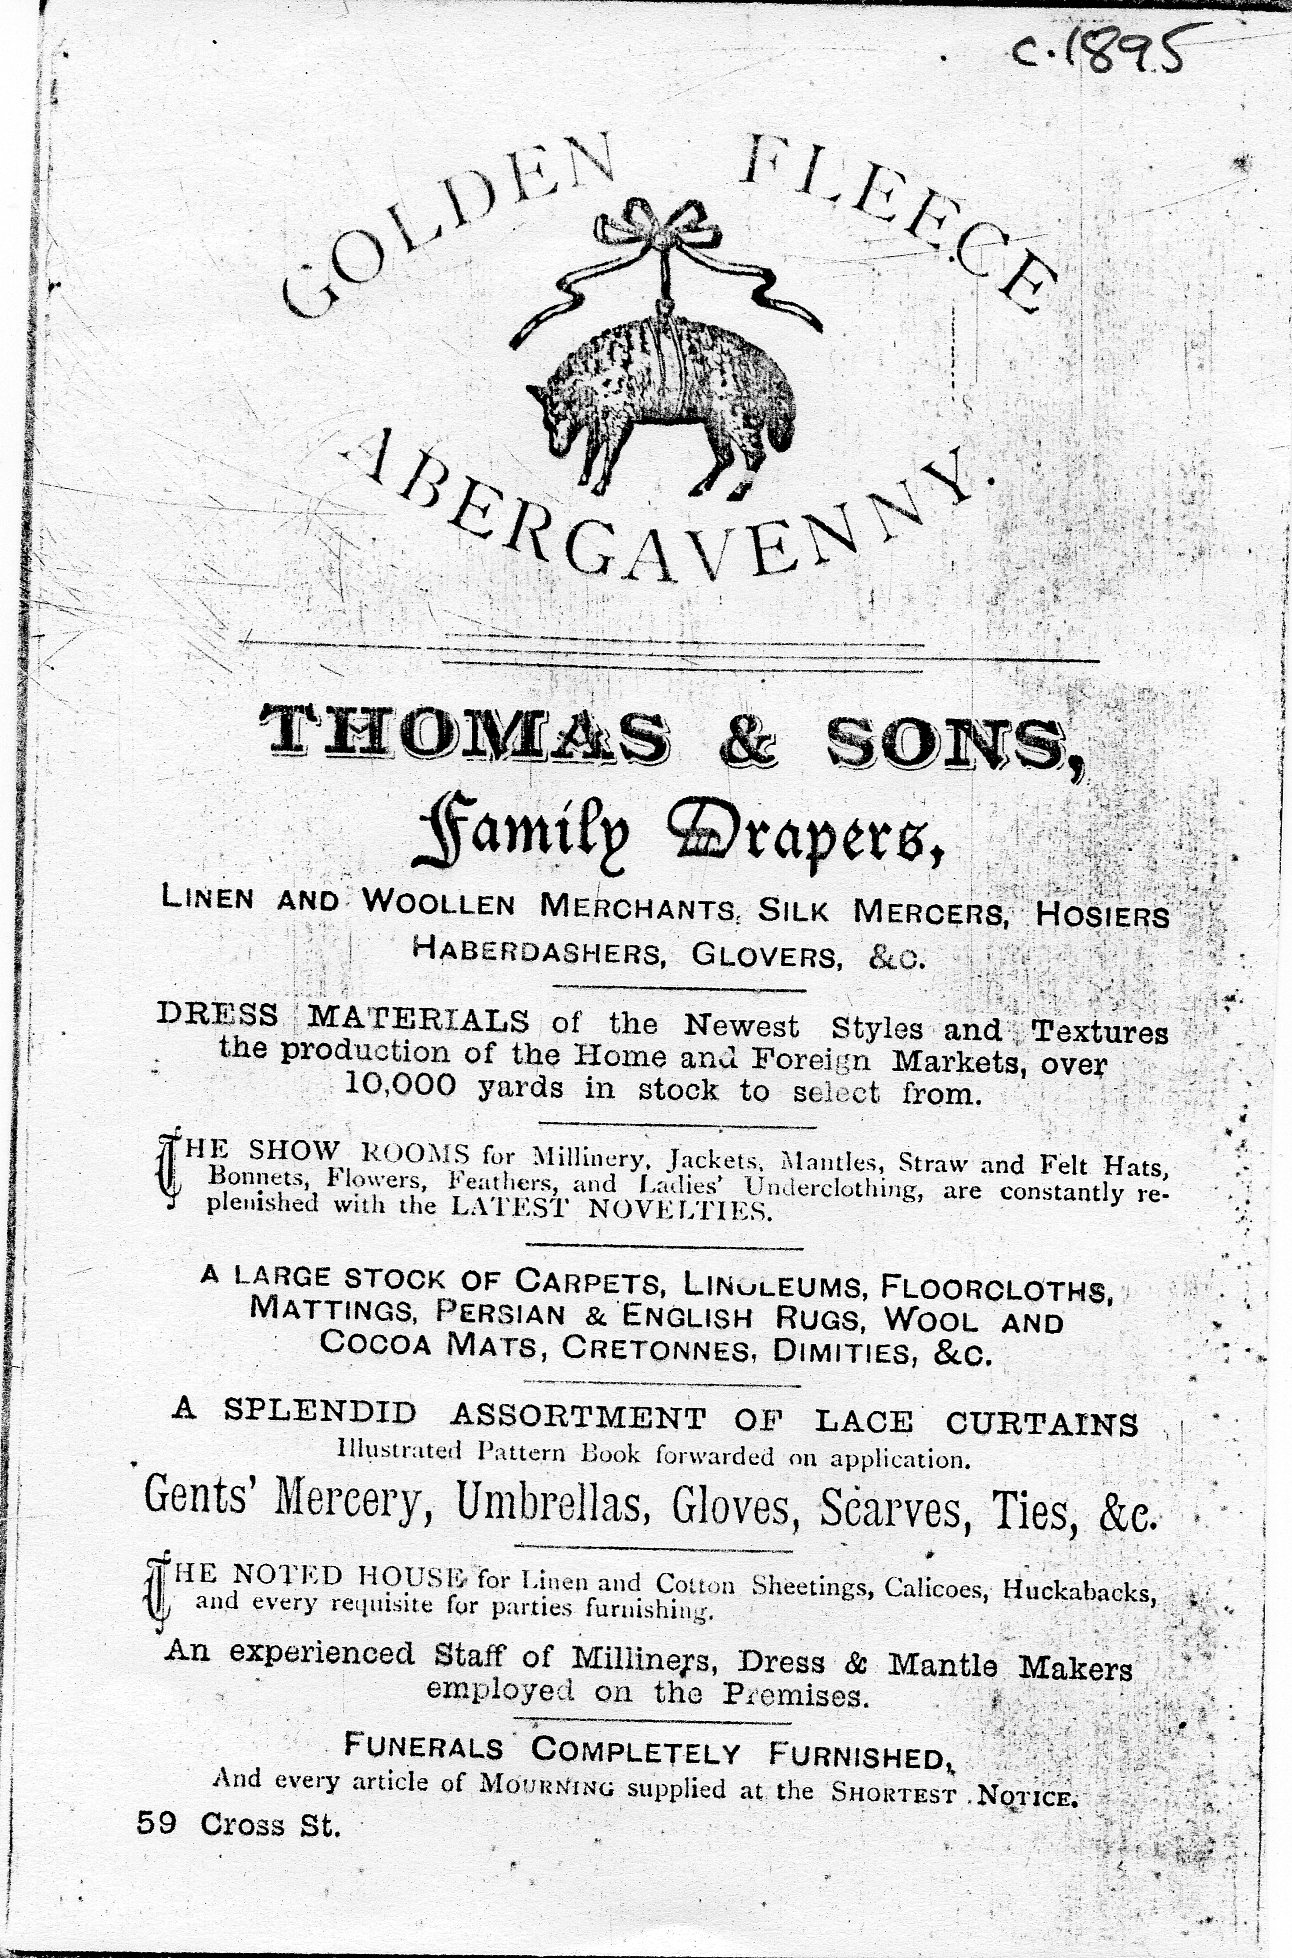 c.1895
GOLDEN FLEECE
ABERGAVENNY.
THOMAS & SONS,
Family Drapers,
LINEN AND WOOLLEN MERCHANTS, SILK MERCERS, HOSIERS
HABERDASHERS, GLOVERS, &C.
DRESS MATERIALS of the Newest Styles and Textures
the production of the Home and Foreign Markets, over
10,000 yards in stock to select from.
THE SHOW ROOMS for Millinery, Jackets, Mantles, Straw and Felt Hats,
Bonnets, Flowers, Feathers, and Ladies' Underclothing, are constantly re-
plenished with the LATEST NOVELTIES.
A LARGE STOCK OF CARPETS, LINOLEUMS, FLOORCLOTHS,
MATTINGS, PERSIAN & ENGLISH RUGS, WOOL AND
COCOA MATS, CRETONNES, DIMITIES, &C.
A SPLENDID ASSORTMENT OF LACE CURTAINS
Illustrated Pattern Book forwarded on application.
Gents' Mercery, Umbrellas, Gloves, Scarves, Ties, &c.
THE NOTED HOUSE for Linen and Cotton Sheetings, Calicoes, Huckabacks,
and every requisite for parties furnishing.
An experienced Staff of Milliners, Dress & Mantle Makers
employed on the Premises.
FUNERALS COMPLETELY FURNISHED,
And every article of MOURNING supplied at the SHORTEST NOTICE.
59 Cross St.